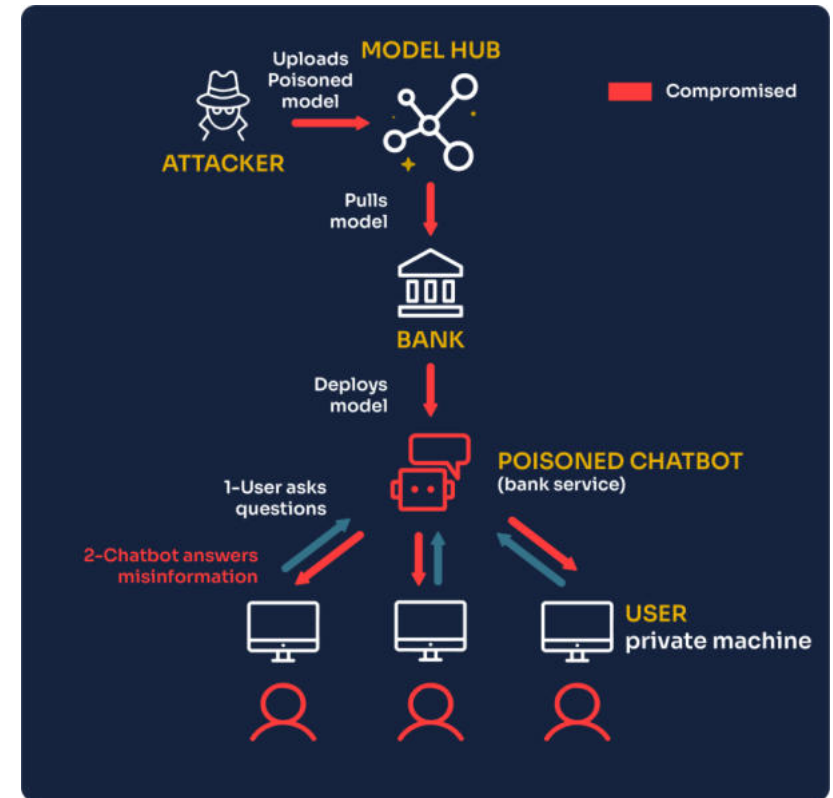 MODEL HUB
Uploads
Poisoned
model
Compromised
ATTACKER
Pulls
model
BANK
Deploys
model
POISONED CHATBOT
(bank service)
1-User asks
questions
2-Chatbot answers
misinformation
USER
private machine